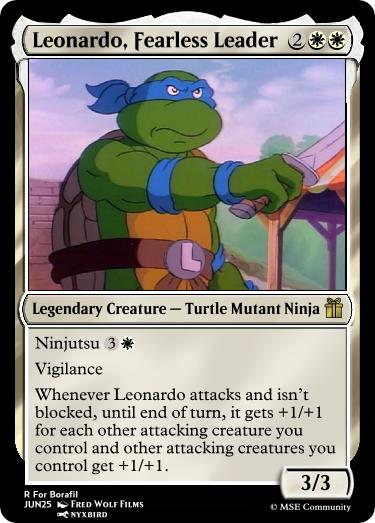 Leonardo, Fearless Leader 2
Legendary Creature — Turtle Mutant Ninja
L
Ninjutsu 3
Vigilance
Whenever Leonardo attacks and isn't
blocked, until end of turn, it gets +1/+1
for each other attacking creature you
control and other attacking creatures you
control get +1/+1.
3/3
R For Borafil
JUN25 Fred Wolf Films
NYXBIRD
© MSE Community